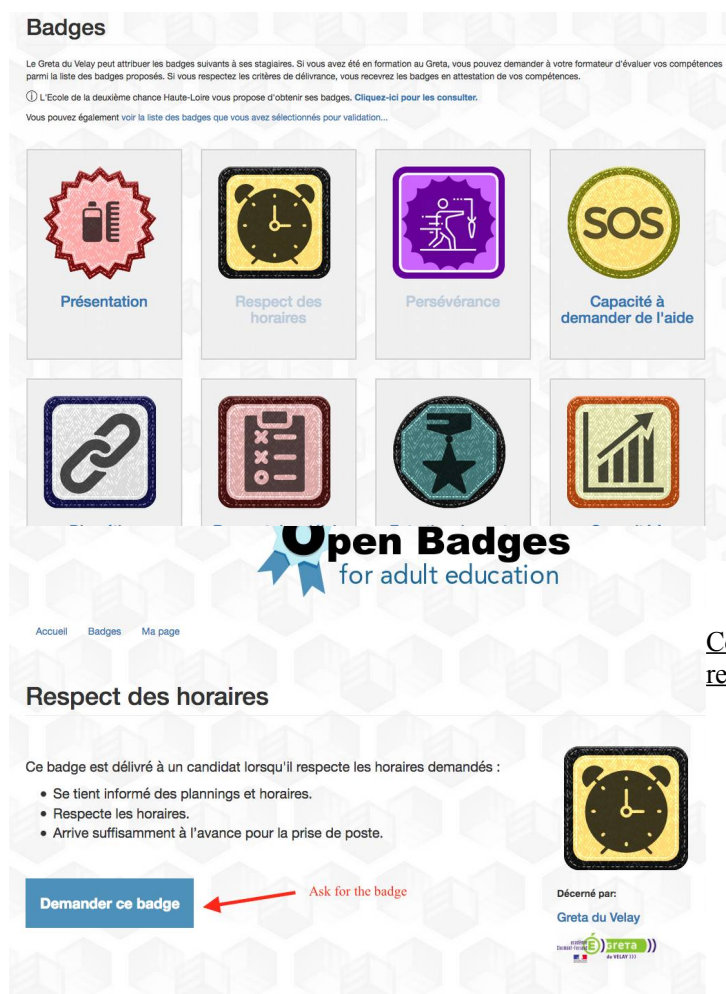 Badges
Le Greta du Velay peut attribuer les badges suivants à ses stagiaires. Si vous avez été en formation au Greta, vous pouvez demander à votre formateur d'évaluer vos compétences
parmi la liste des badges proposés. Si vous respectez les critères de délivrance, vous recevrez les badges en attestation de vos compétences.
L'Ecole de la deuxième chance Haute-Loire vous propose d'obtenir ses badges. Cliquez-ici pour les consulter.
Vous pouvez également voir la liste des badges que vous avez sélectionnés pour validation...
SOS
Présentation
Respect des
horaires
Persévérance
Capacité à
demander de l'aide
Open Badges
for adult education
Accueil Badges Ma page
Respect des horaires
Ce badge est délivré à un candidat lorsqu'il respecte les horaires demandés :
• Se tient informé des plannings et horaires.
• Respecte les horaires.
• Arrive suffisamment à l'avance pour la prise de poste.
Demander ce badge
Ask for the badge
Décerné par:
Greta du Velay
Greta
du VELAY